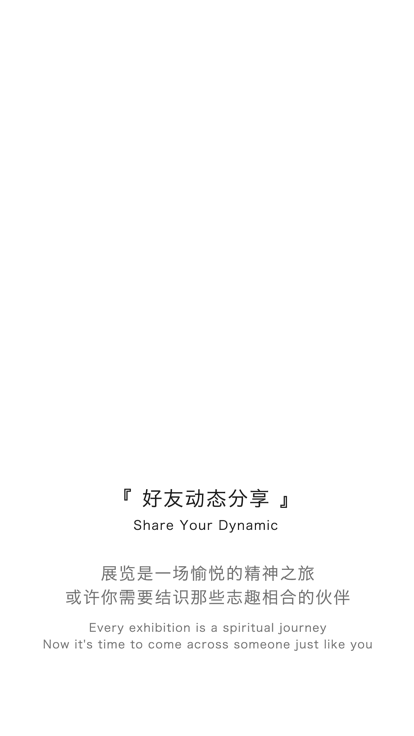 『 好友动态分享 』
Share Your Dynamic
展览是一场愉悦的精神之旅
或许你需要结识那些志趣相合的伙伴
Every exhibition is a spiritual journey
Now it's time to come across someone just like you